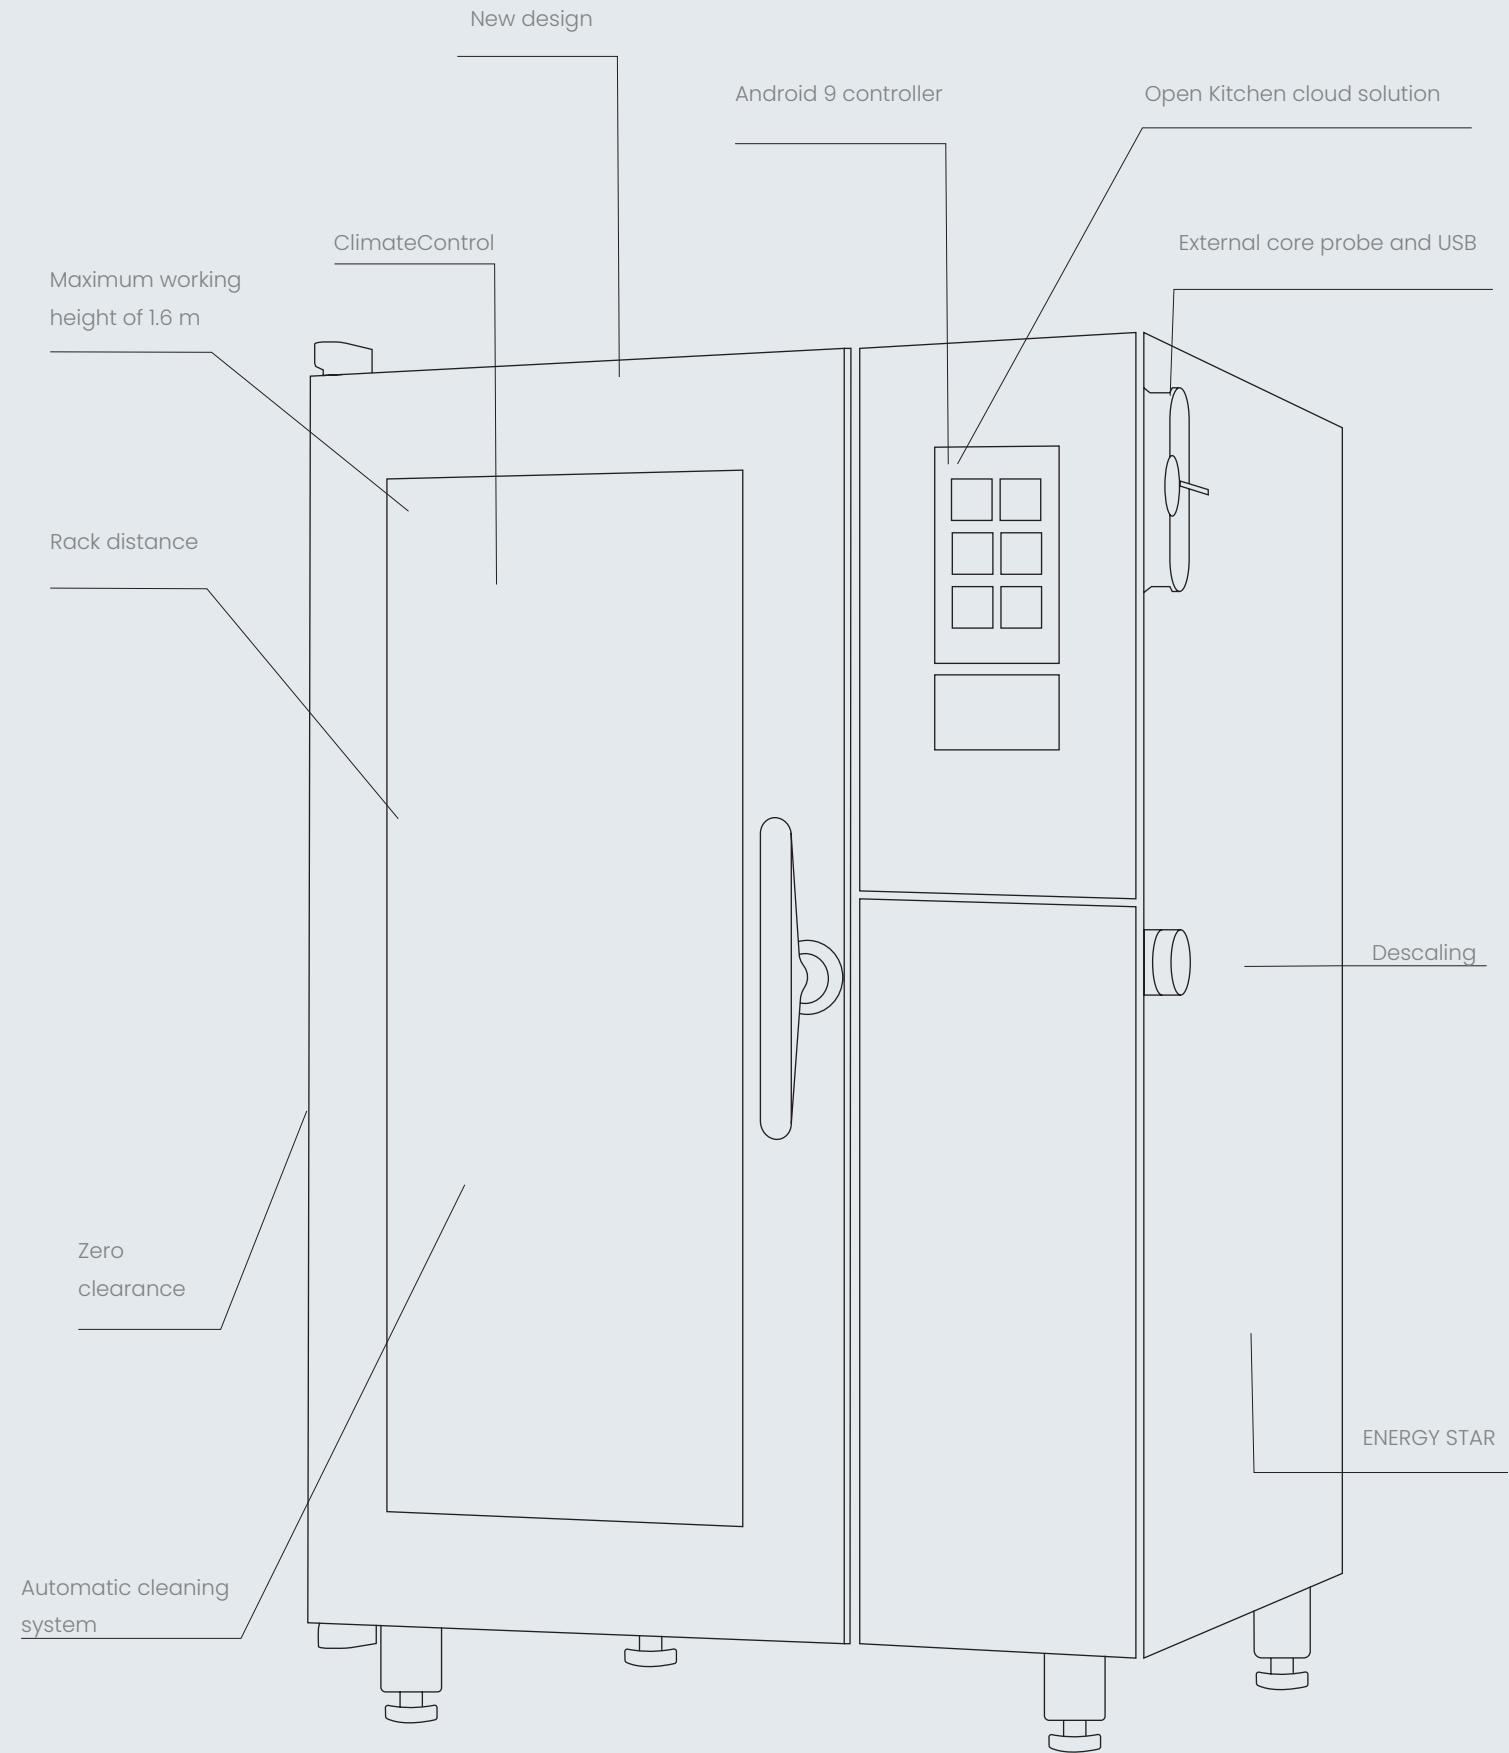 New design
Android 9 controller
Open Kitchen cloud solution
ClimateControl
External core probe and USB
Maximum working
height of 1.6 m
Rack distance
Descaling
Zero
clearance
ENERGY STAR
Automatic cleaning
system